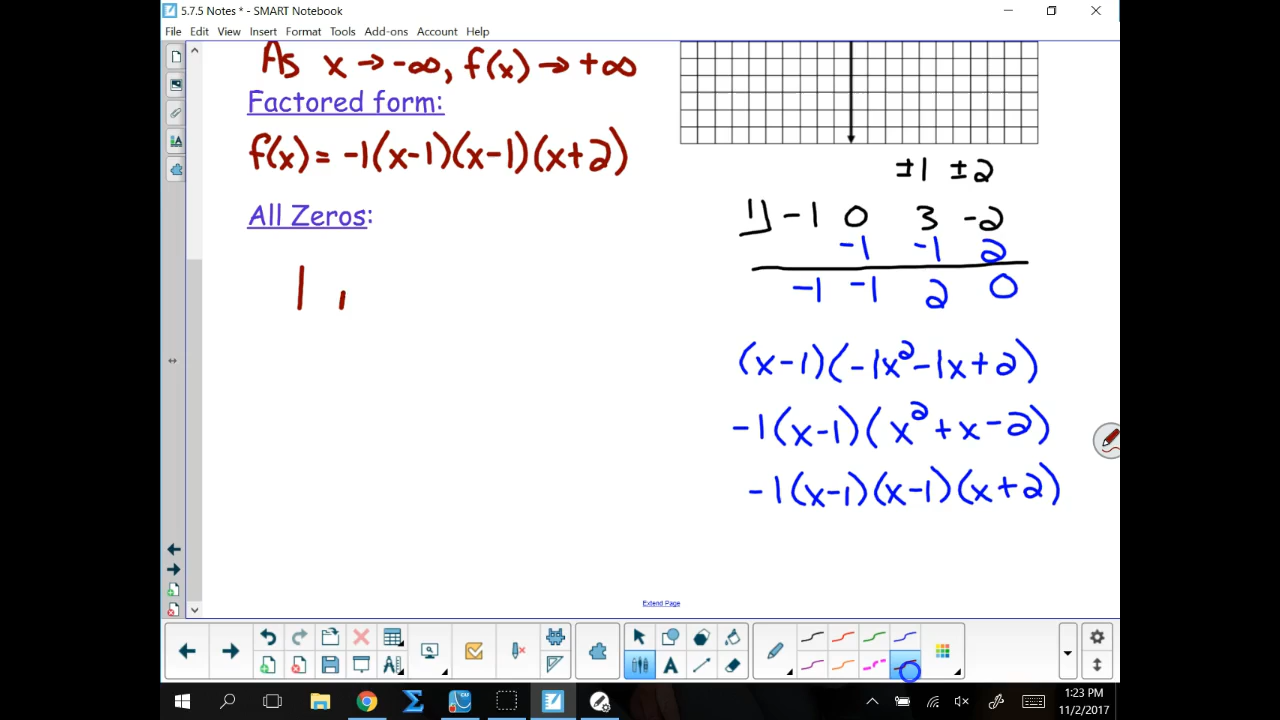 5.7.5 Notes * - SMART Notebook
File Edit View Insert Format Tools Add-ons Account Help
As x → -∞, f(x) → +∞
Factored form:
f(x) = -1(x-1)(x-1)(x+2)
All Zeros:
1 ,
±1 ±2
1) -1 0 3 -2
-1 -1 2
-1 -1 2 0
(x-1)(-1x²-1x+2)
-1(x-1)(x²+x-2)
-1(x-1)(x-1)(x+2)
Extend Page
1:23 PM
11/2/2017